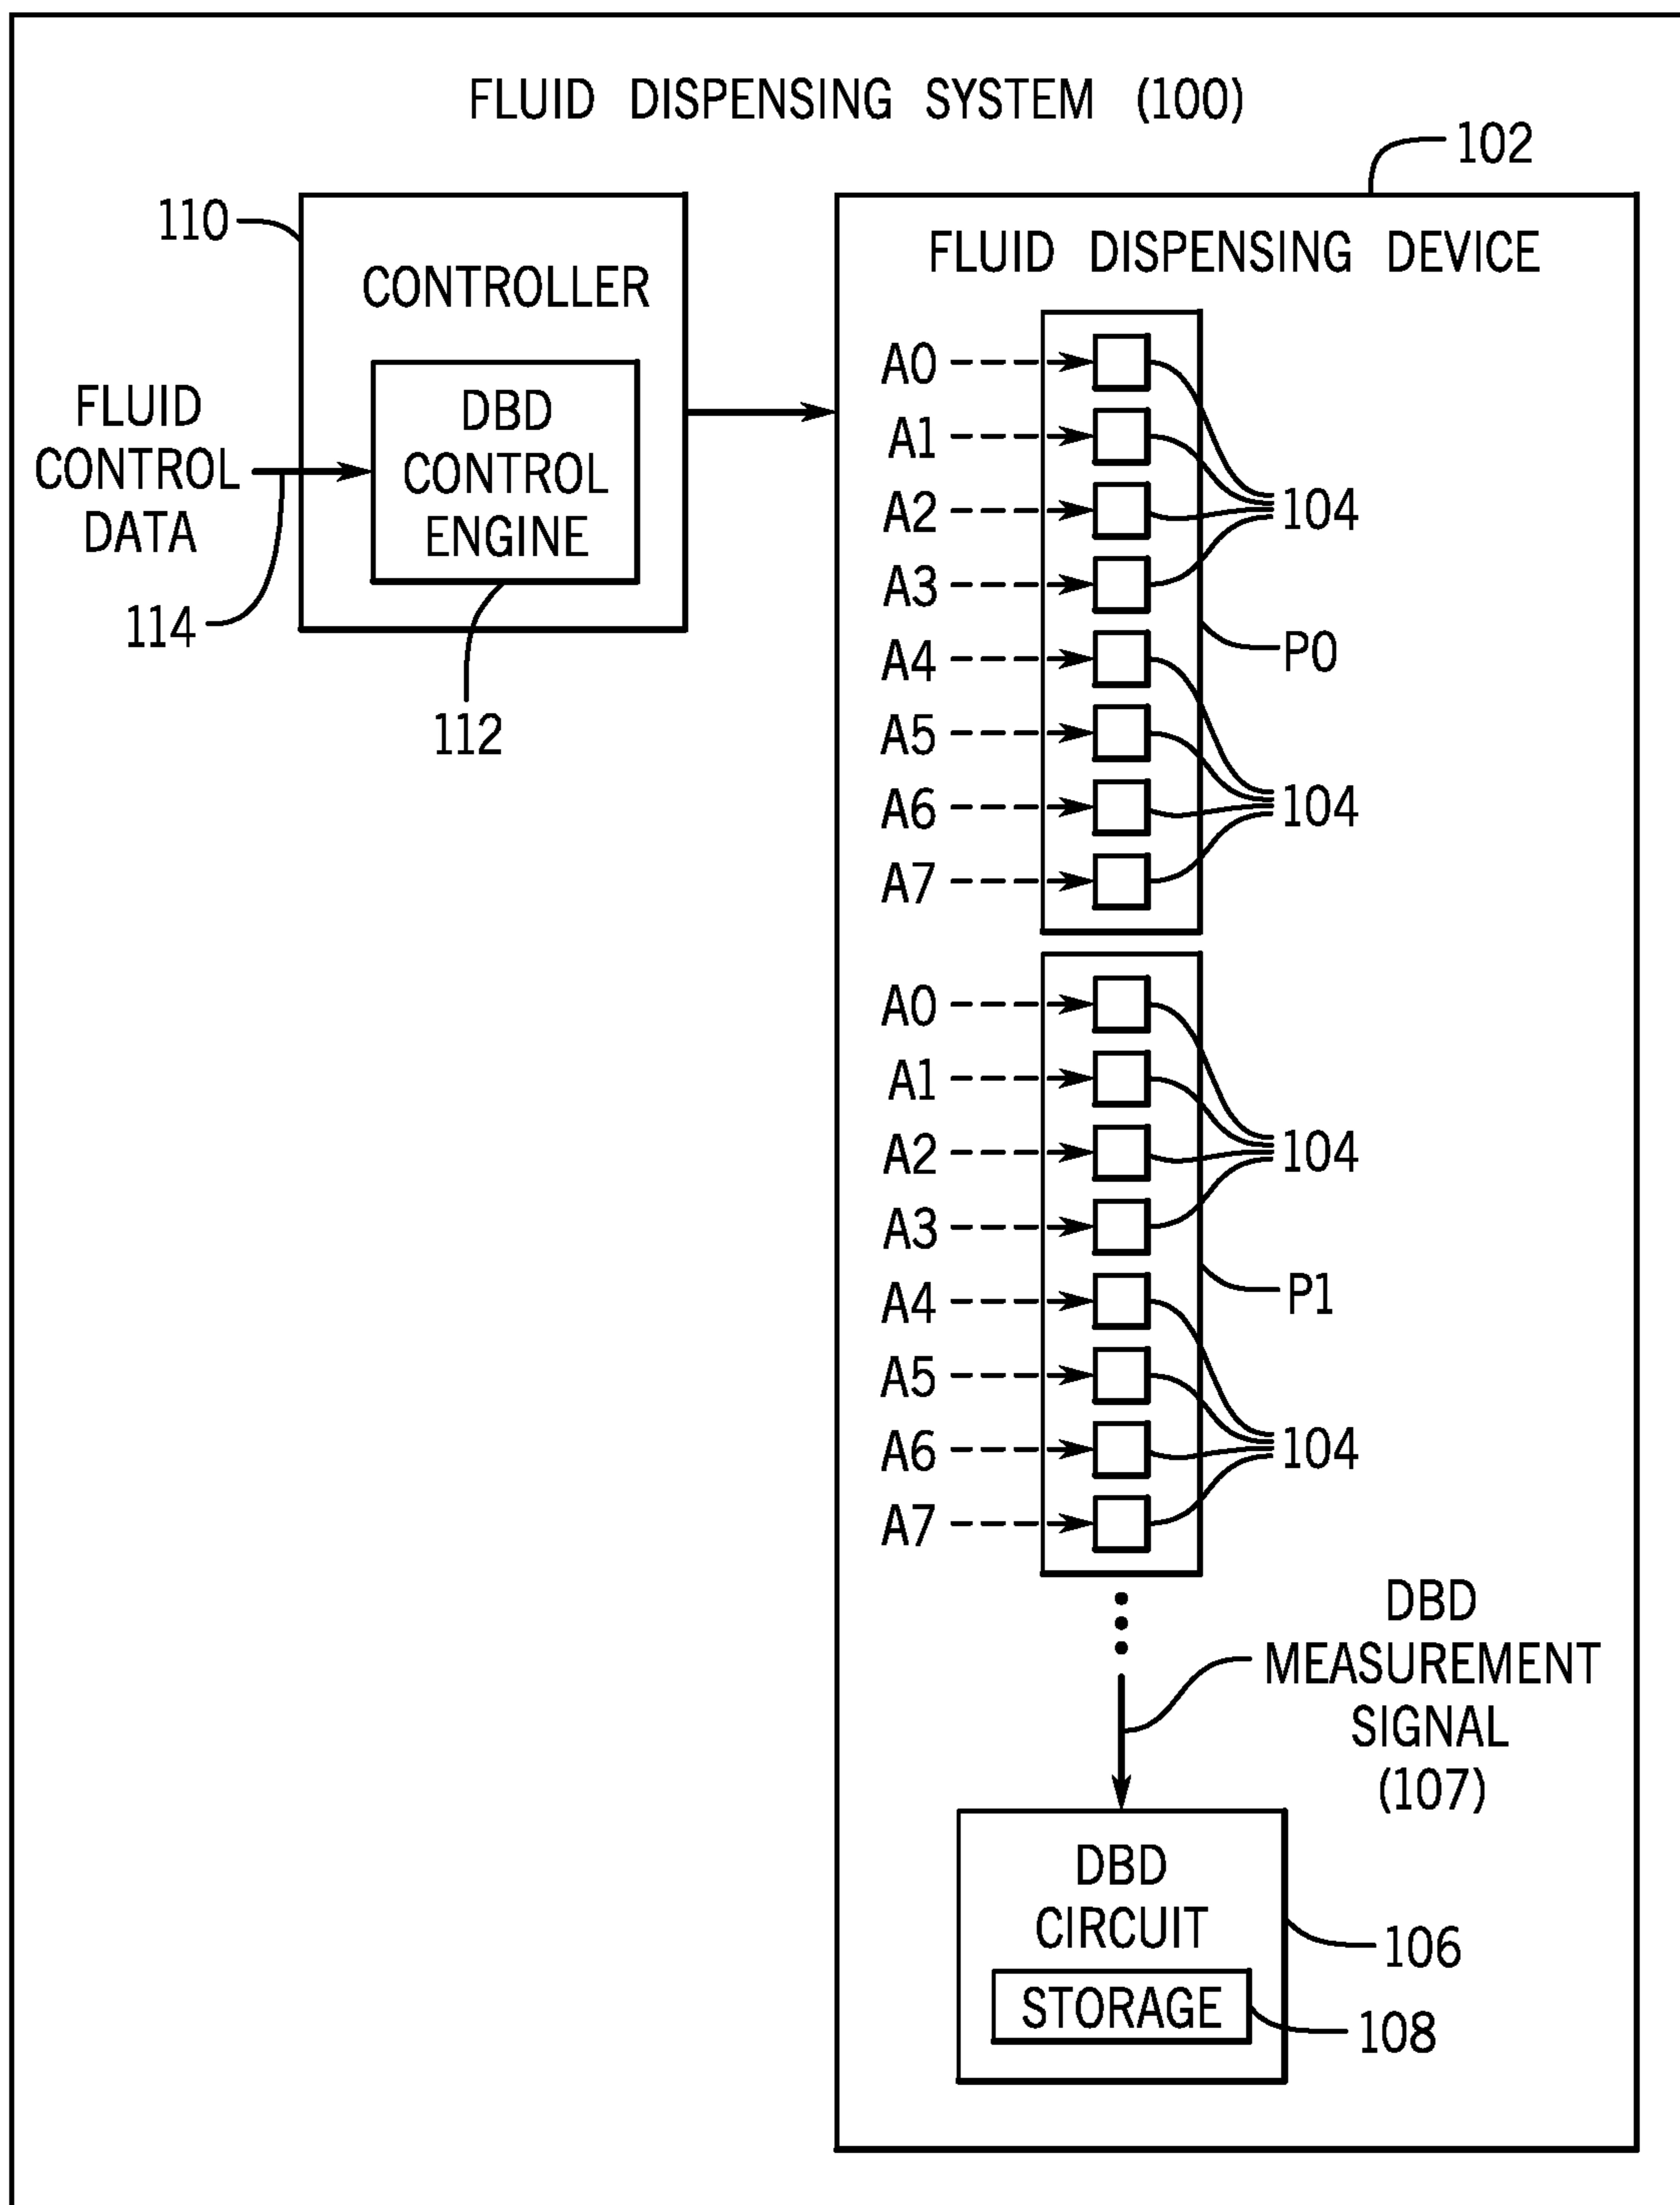 FLUID DISPENSING SYSTEM (100)
102
110
CONTROLLER
FLUID DISPENSING DEVICE
FLUID
CONTROL
DATA
DBD
CONTROL
ENGINE
114
112
A0
A1
A2
A3
A4
A5
A6
A7
104
P0
104
A0
A1
A2
A3
A4
A5
A6
A7
104
P1
104
DBD
MEASUREMENT
SIGNAL
(107)
DBD
CIRCUIT
106
STORAGE
108